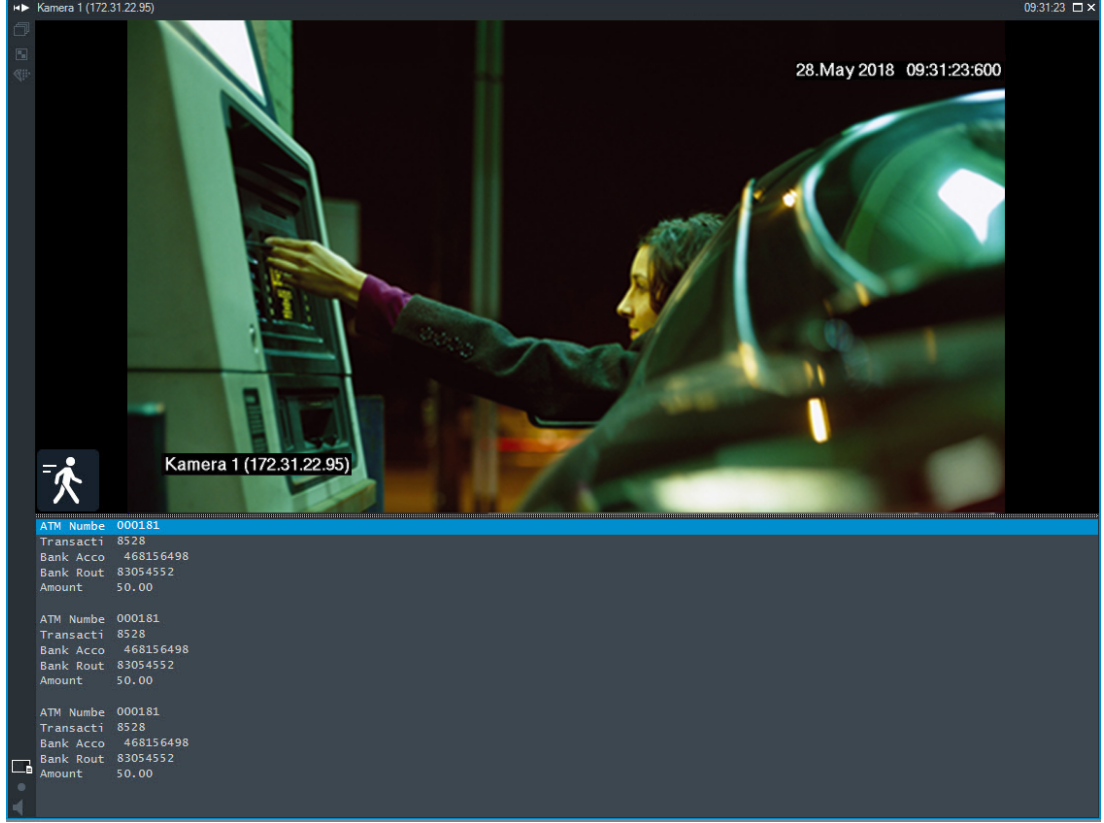 Kamera 1 (172.31.22.95) 09:31:23
28.May 2018 09:31:23:600
Kamera 1 (172.31.22.95)
ATM Numbe 000181
Transacti 8528
Bank Acco 468156498
Bank Rout 83054552
Amount 50.00
ATM Numbe 000181
Transacti 8528
Bank Acco 468156498
Bank Rout 83054552
Amount 50.00
ATM Numbe 000181
Transacti 8528
Bank Acco 468156498
Bank Rout 83054552
Amount 50.00